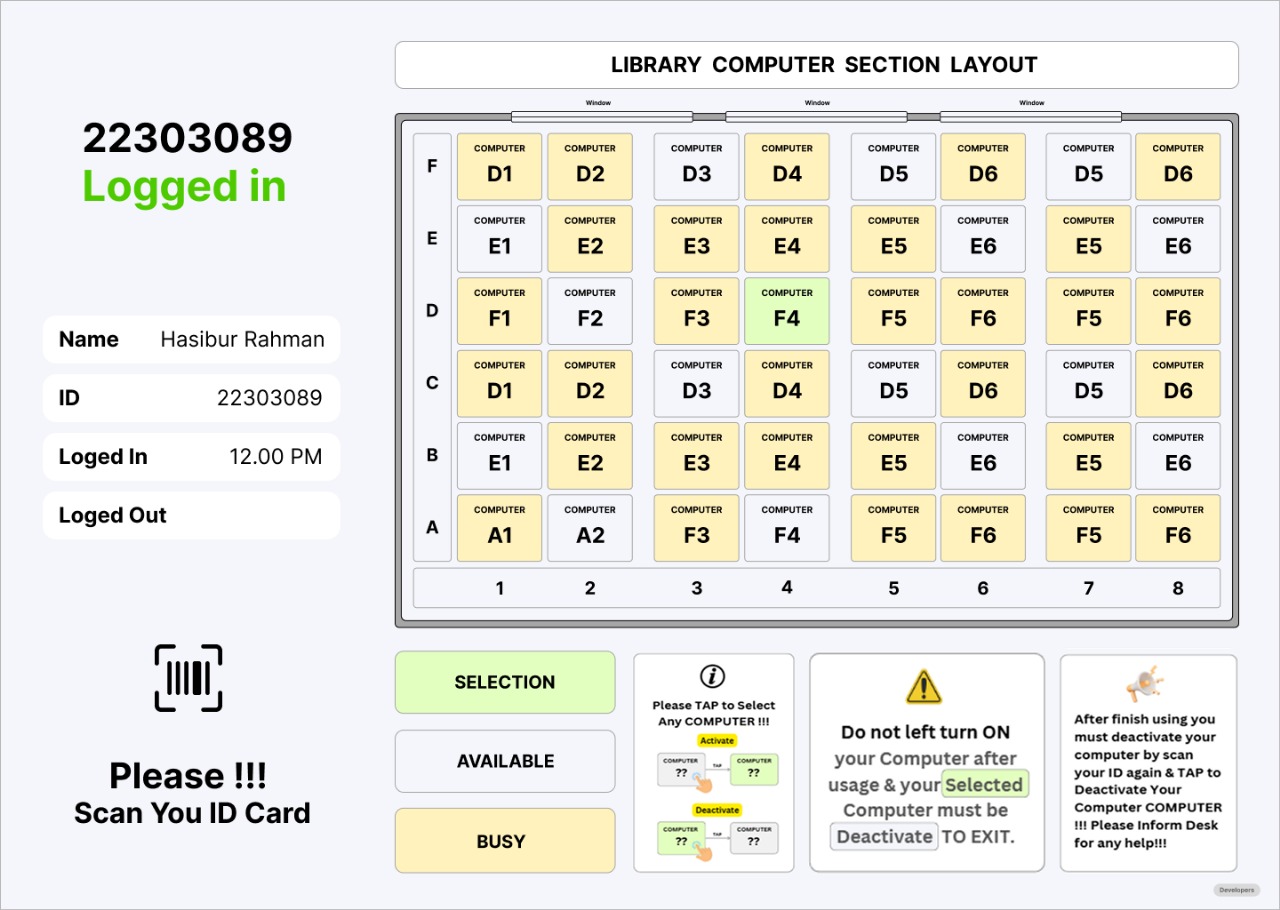 LIBRARY COMPUTER SECTION LAYOUT
22303089
Logged in
Name Hasibur Rahman
ID 22303089
Loged In 12.00 PM
Loged Out
Please !!!
Scan You ID Card
Window Window Window
F
COMPUTER COMPUTER COMPUTER COMPUTER COMPUTER COMPUTER COMPUTER COMPUTER
D1 D2 D3 D4 D5 D6 D5 D6
E
COMPUTER COMPUTER COMPUTER COMPUTER COMPUTER COMPUTER COMPUTER COMPUTER
E1 E2 E3 E4 E5 E6 E5 E6
D
COMPUTER COMPUTER COMPUTER COMPUTER COMPUTER COMPUTER COMPUTER COMPUTER
F1 F2 F3 F4 F5 F6 F5 F6
C
COMPUTER COMPUTER COMPUTER COMPUTER COMPUTER COMPUTER COMPUTER COMPUTER
D1 D2 D3 D4 D5 D6 D5 D6
B
COMPUTER COMPUTER COMPUTER COMPUTER COMPUTER COMPUTER COMPUTER COMPUTER
E1 E2 E3 E4 E5 E6 E5 E6
A
COMPUTER COMPUTER COMPUTER COMPUTER COMPUTER COMPUTER COMPUTER COMPUTER
A1 A2 F3 F4 F5 F6 F5 F6
1 2 3 4 5 6 7 8
SELECTION
AVAILABLE
BUSY
Please TAP to Select
Any COMPUTER !!!
Activate
COMPUTER TAP COMPUTER
?? ??
Deactivate
COMPUTER TAP COMPUTER
?? ??
Do not left turn ON
your Computer after
usage & your Selected
Computer must be
Deactivate TO EXIT.
After finish using you
must deactivate your
computer by scan
your ID again & TAP to
Deactivate Your
Computer COMPUTER
!!! Please Inform Desk
for any help!!!
Developers